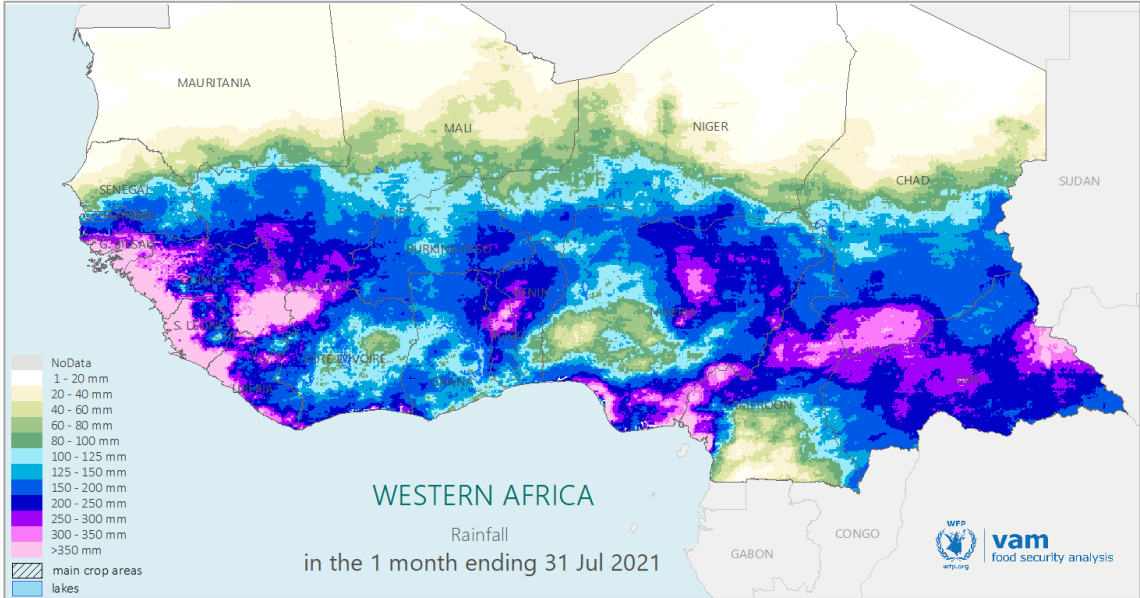 MAURITANIA
MALI
NIGER
CHAD
SUDAN
SENEGAL
BURKINA FASO
GUINEA
BENIN
NIGERIA
S. LEONE
COTE D'IVOIRE
LIBERIA
GHANA
CAMEROON
NoData
1 - 20 mm
20 - 40 mm
40 - 60 mm
60 - 80 mm
80 - 100 mm
100 - 125 mm
125 - 150 mm
150 - 200 mm
200 - 250 mm
250 - 300 mm
300 - 350 mm
>350 mm
main crop areas
lakes
WESTERN AFRICA
Rainfall
in the 1 month ending 31 Jul 2021
GABON
CONGO
WFP
wfp.org
vam
food security analysis